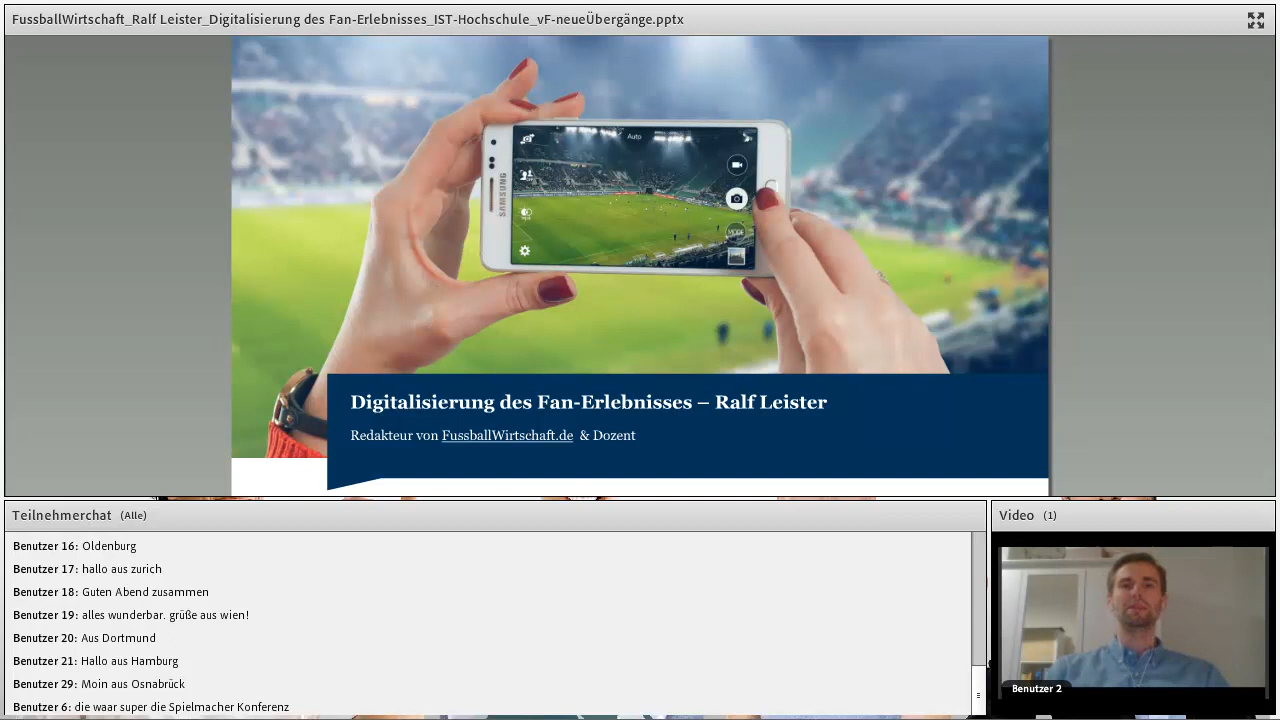 FussballWirtschaft_Ralf Leister_Digitalisierung des Fan-Erlebnisses_IST-Hochschule_vF-neueÜbergänge.pptx
Auto
SAMSUNG
MODE
Digitalisierung des Fan-Erlebnisses – Ralf Leister
Redakteur von FussballWirtschaft.de & Dozent
Teilnehmerchat (Alle)
Benutzer 16: Oldenburg
Benutzer 17: hallo aus zurich
Benutzer 18: Guten Abend zusammen
Benutzer 19: alles wunderbar. grüße aus wien!
Benutzer 20: Aus Dortmund
Benutzer 21: Hallo aus Hamburg
Benutzer 29: Moin aus Osnabrück
Benutzer 6: die waar super die Spielmacher Konferenz
Video (1)
Benutzer 2